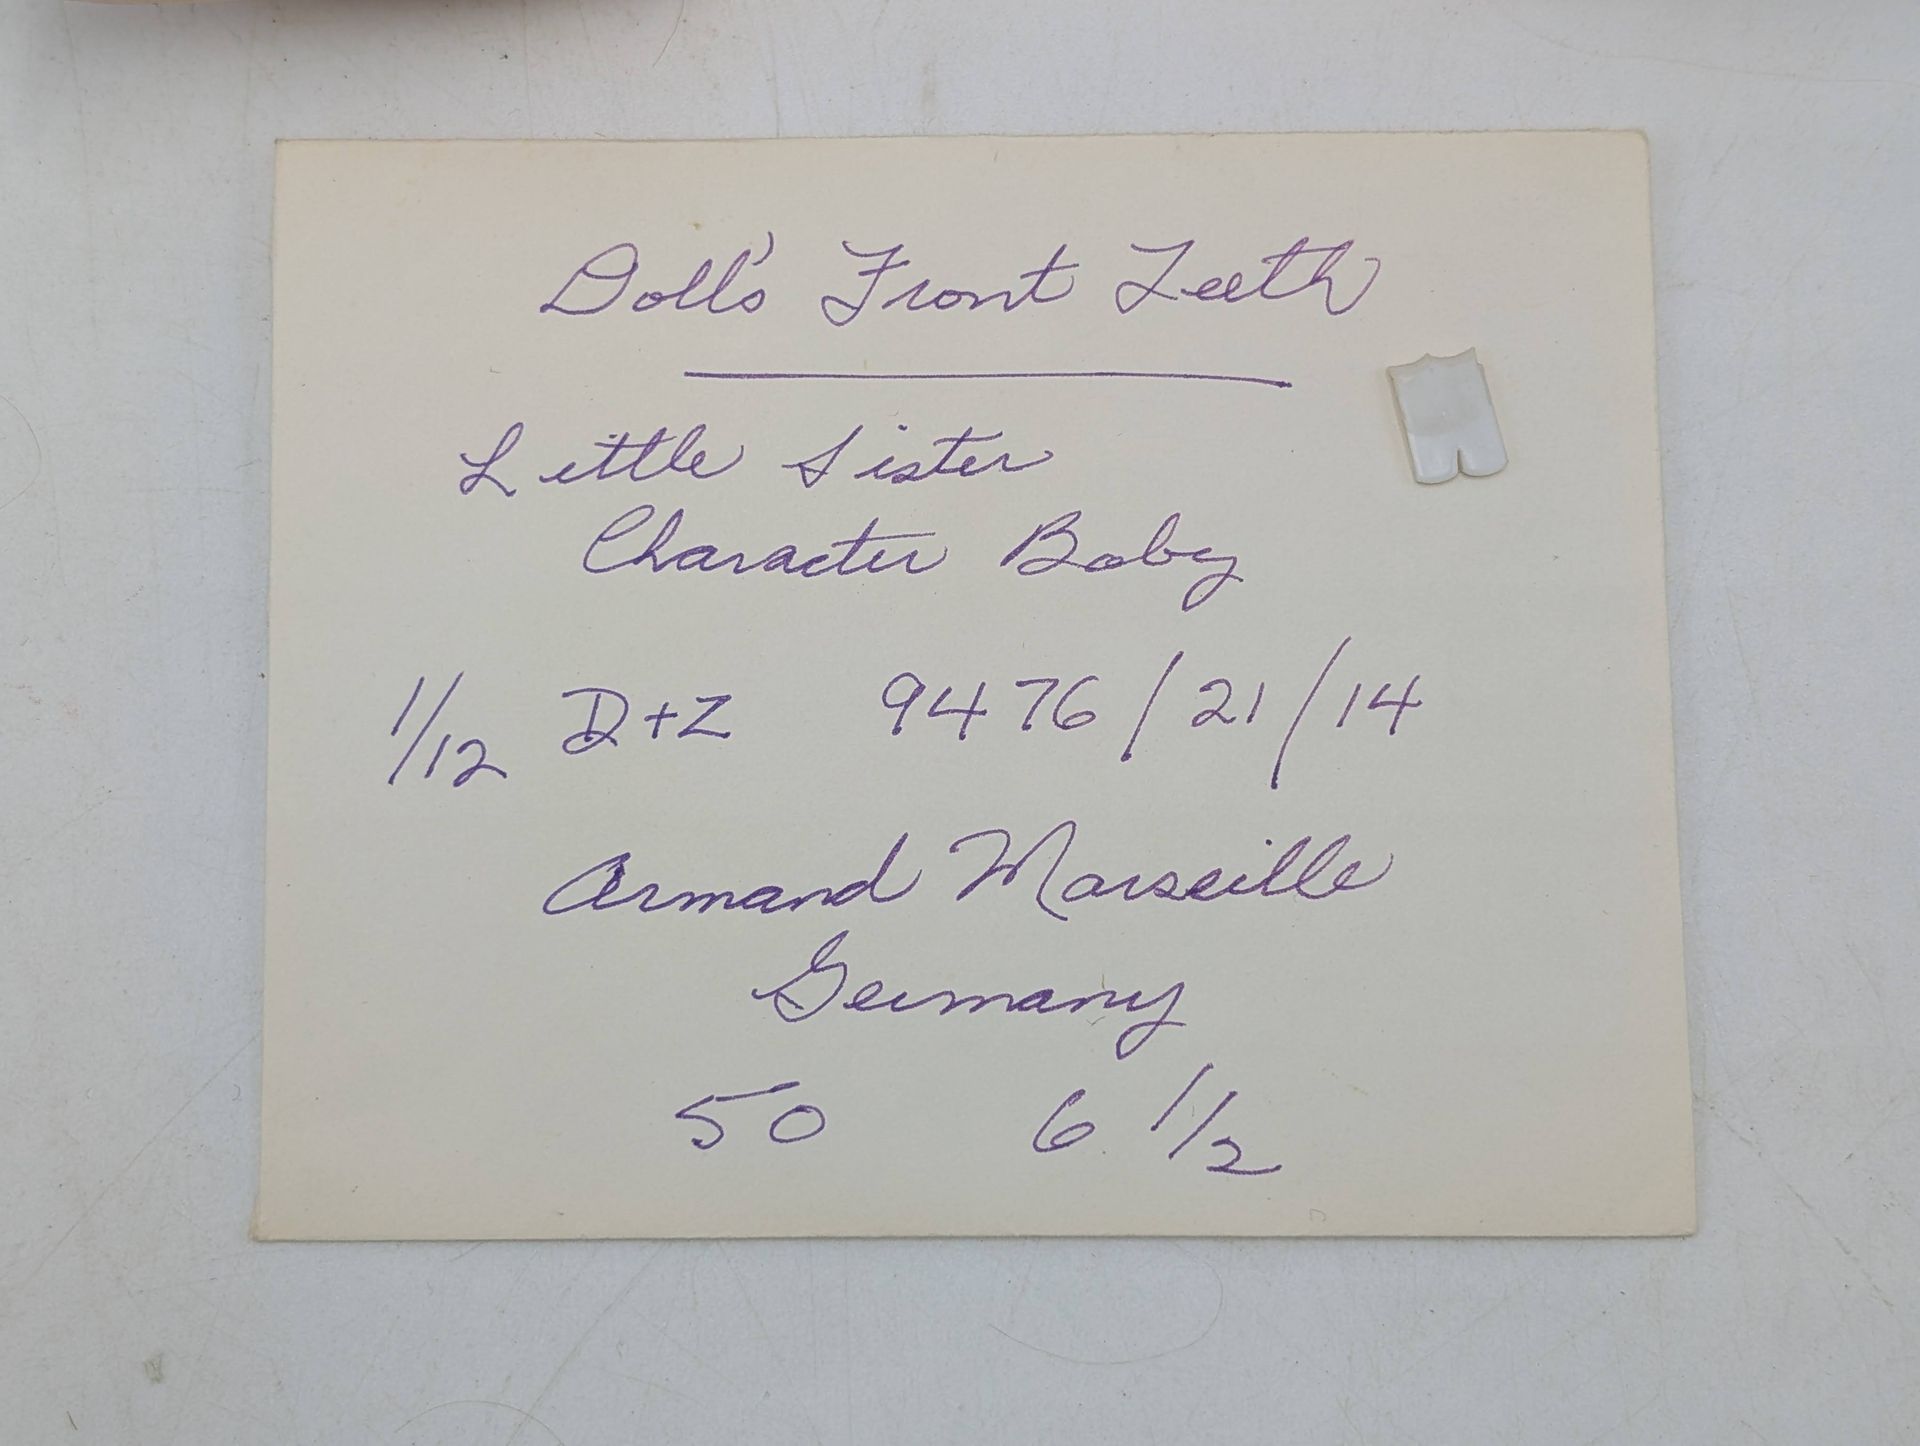 Doll's Front Teeth
Little Sister
Character Baby
1/12 D+Z 9476/21/14
Armand Marseille
Germany
50 6 1/2